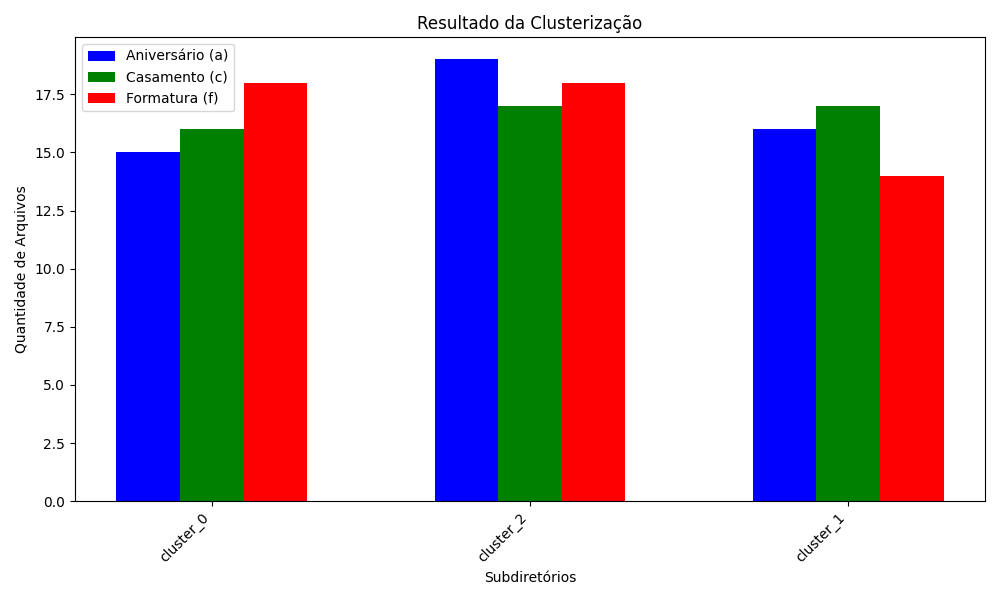 Resultado da Clusterização
Aniversário (a)
Casamento (c)
Formatura (f)
17.5
15.0
12.5
10.0
7.5
5.0
2.5
0.0
Quantidade de Arquivos
cluster_0
cluster_2
cluster_1
Subdiretórios